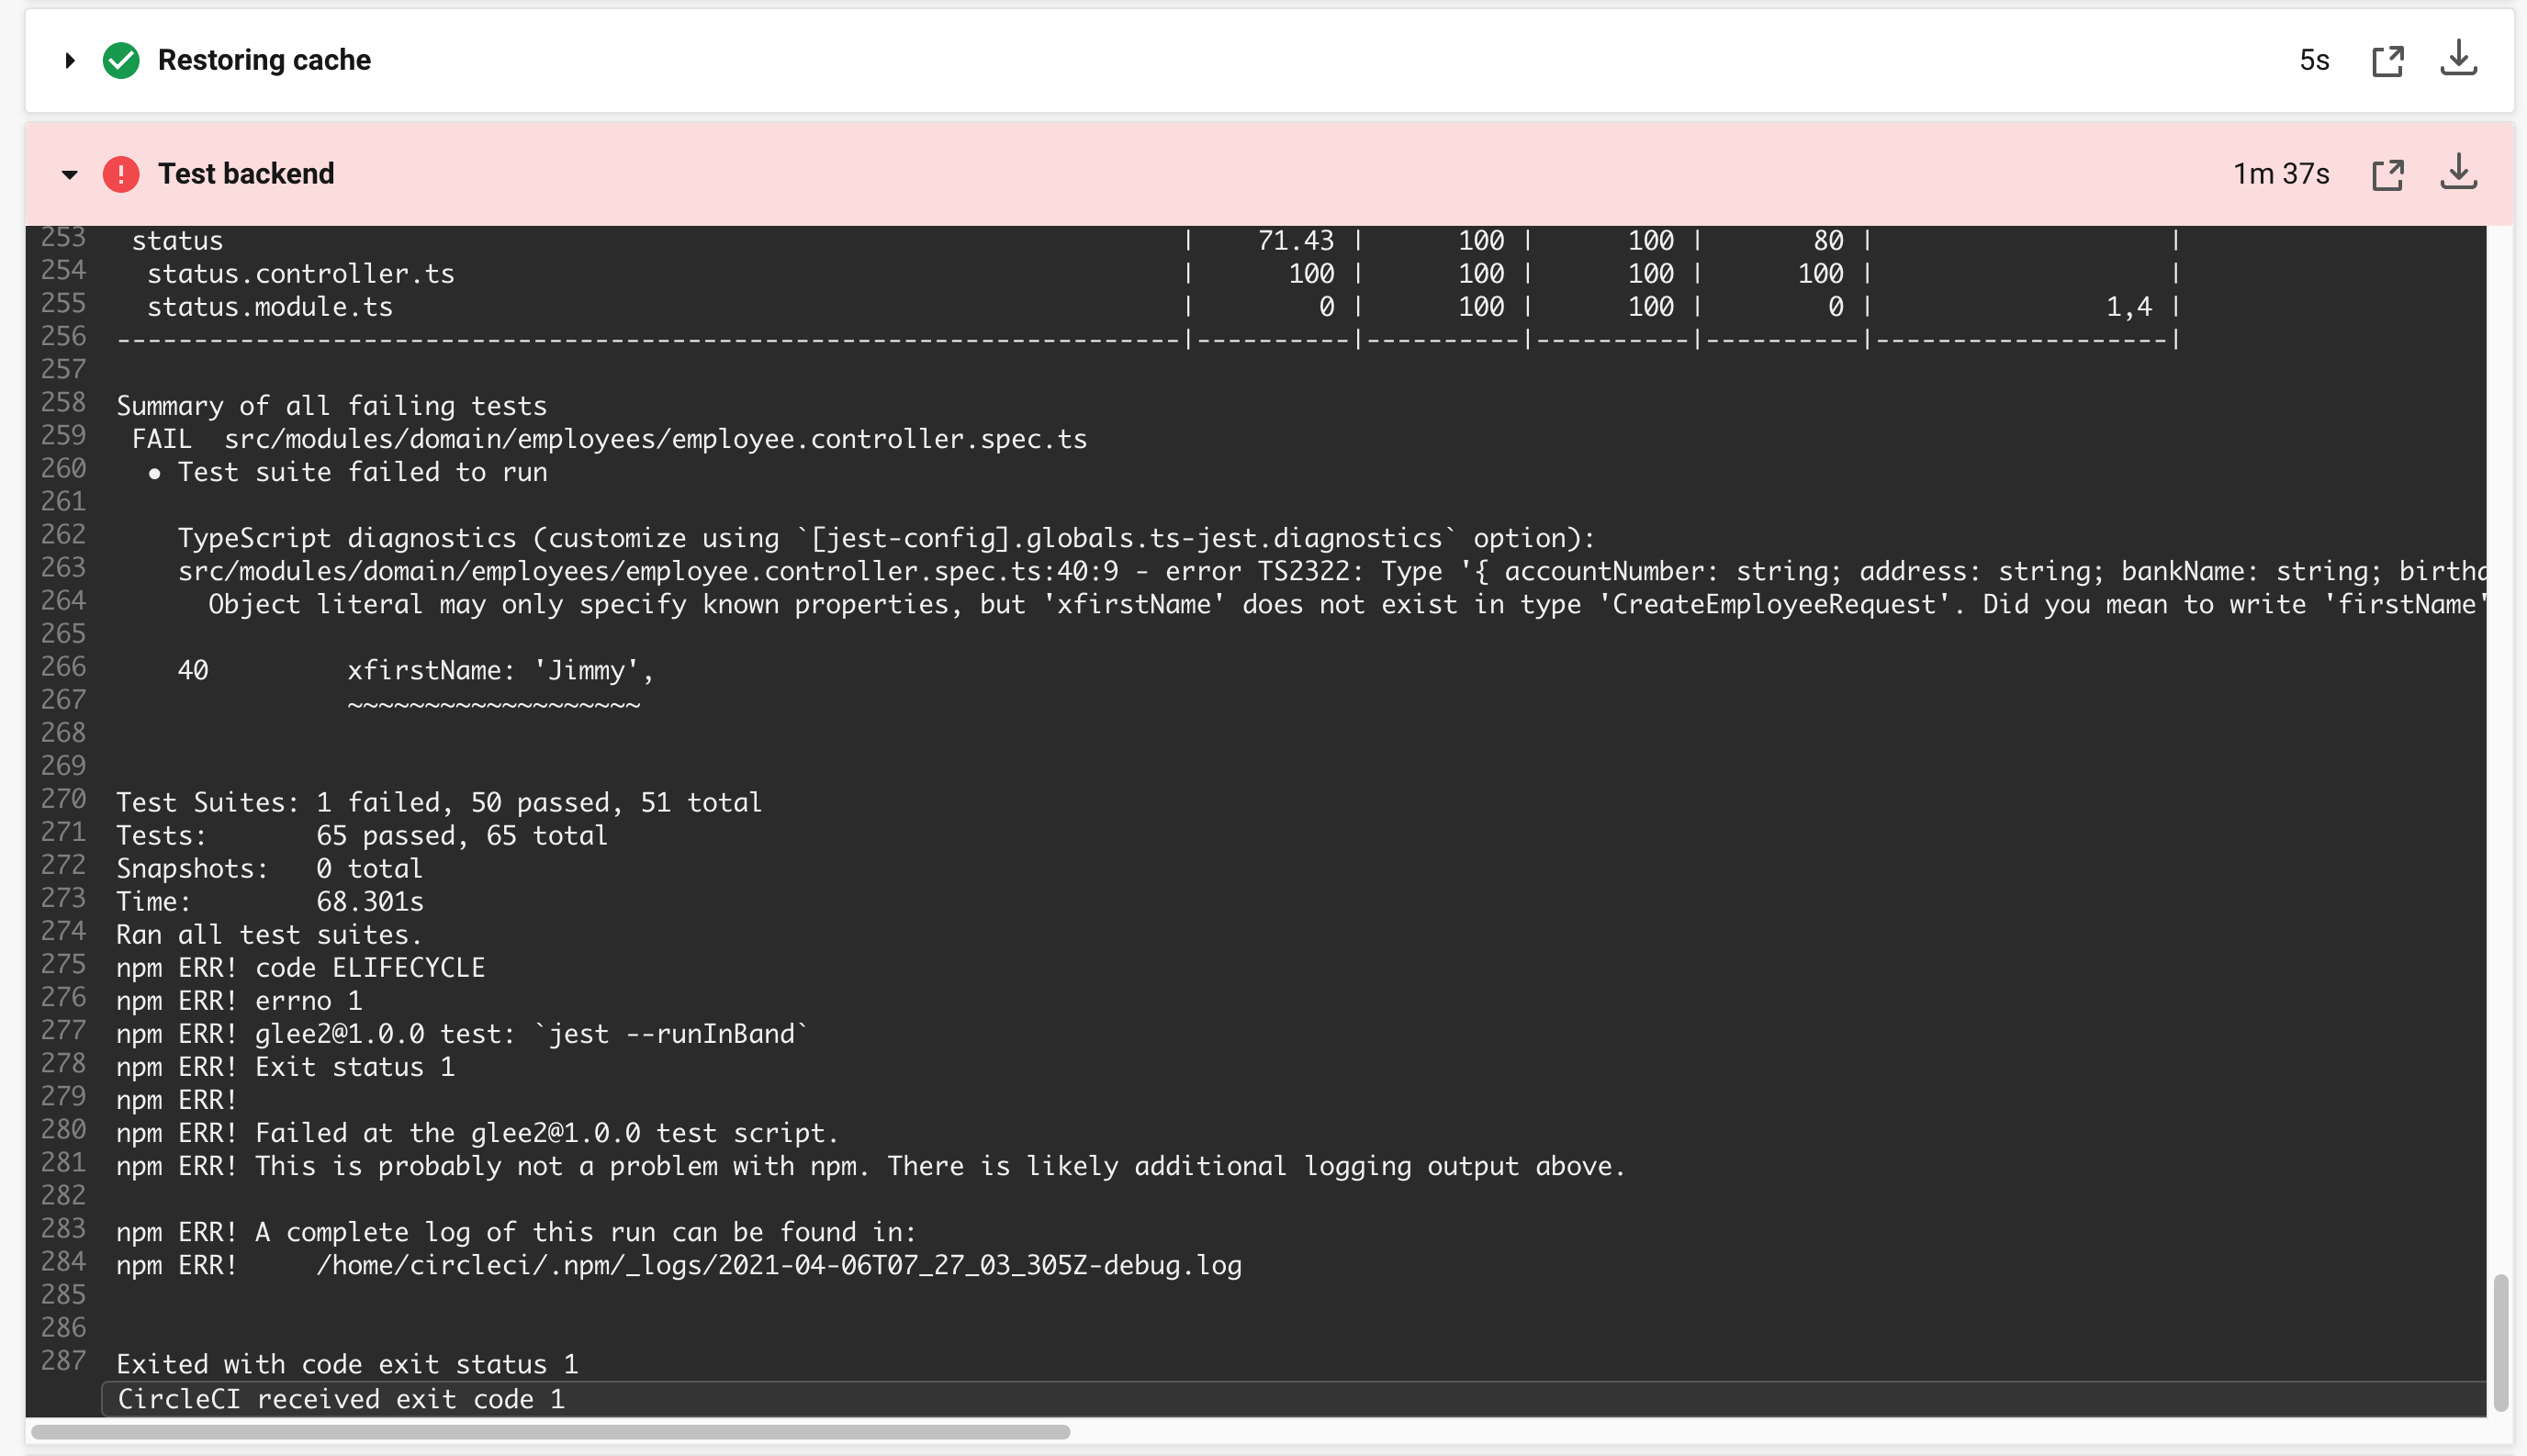 Restoring cache 5s
Test backend 1m 37s
253 status | 71.43 | 100 | 100 | 80 | |
254 status.controller.ts | 100 | 100 | 100 | 100 | |
255 status.module.ts | 0 | 100 | 100 | 0 | 1,4 |
256 ---------------------------------------------------------------------|----------|----------|----------|----------|-------------------|
257
258 Summary of all failing tests
259 FAIL src/modules/domain/employees/employee.controller.spec.ts
260 ● Test suite failed to run
261
262 TypeScript diagnostics (customize using `[jest-config].globals.ts-jest.diagnostics` option):
263 src/modules/domain/employees/employee.controller.spec.ts:40:9 - error TS2322: Type '{ accountNumber: string; address: string; bankName: string; birthd
264 Object literal may only specify known properties, but 'xfirstName' does not exist in type 'CreateEmployeeRequest'. Did you mean to write 'firstName'
265
266 40 xfirstName: 'Jimmy',
267 ~~~~~~~~~~~~~~~~~~~
268
269
270 Test Suites: 1 failed, 50 passed, 51 total
271 Tests: 65 passed, 65 total
272 Snapshots: 0 total
273 Time: 68.301s
274 Ran all test suites.
275 npm ERR! code ELIFECYCLE
276 npm ERR! errno 1
277 npm ERR! glee2@1.0.0 test: `jest --runInBand`
278 npm ERR! Exit status 1
279 npm ERR!
280 npm ERR! Failed at the glee2@1.0.0 test script.
281 npm ERR! This is probably not a problem with npm. There is likely additional logging output above.
282
283 npm ERR! A complete log of this run can be found in:
284 npm ERR! /home/circleci/.npm/_logs/2021-04-06T07_27_03_305Z-debug.log
285
286
287 Exited with code exit status 1
CircleCI received exit code 1